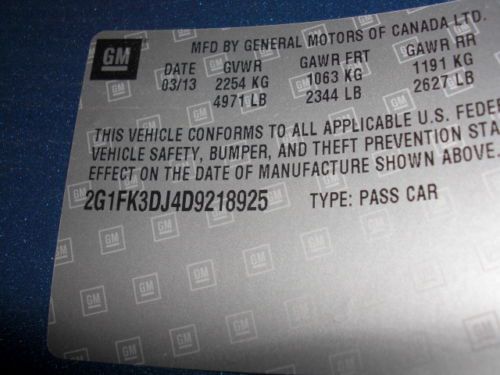 GM
MFD BY GENERAL MOTORS OF CANADA LTD.
DATE GVWR GAWR FRT GAWR RR
03/13 2254 KG 1063 KG 1191 KG
4971 LB 2344 LB 2627 LB
THIS VEHICLE CONFORMS TO ALL APPLICABLE U.S. FEDE
VEHICLE SAFETY, BUMPER, AND THEFT PREVENTION STA
EFFECT ON THE DATE OF MANUFACTURE SHOWN ABOVE.
2G1FK3DJ4D9218925 TYPE: PASS CAR